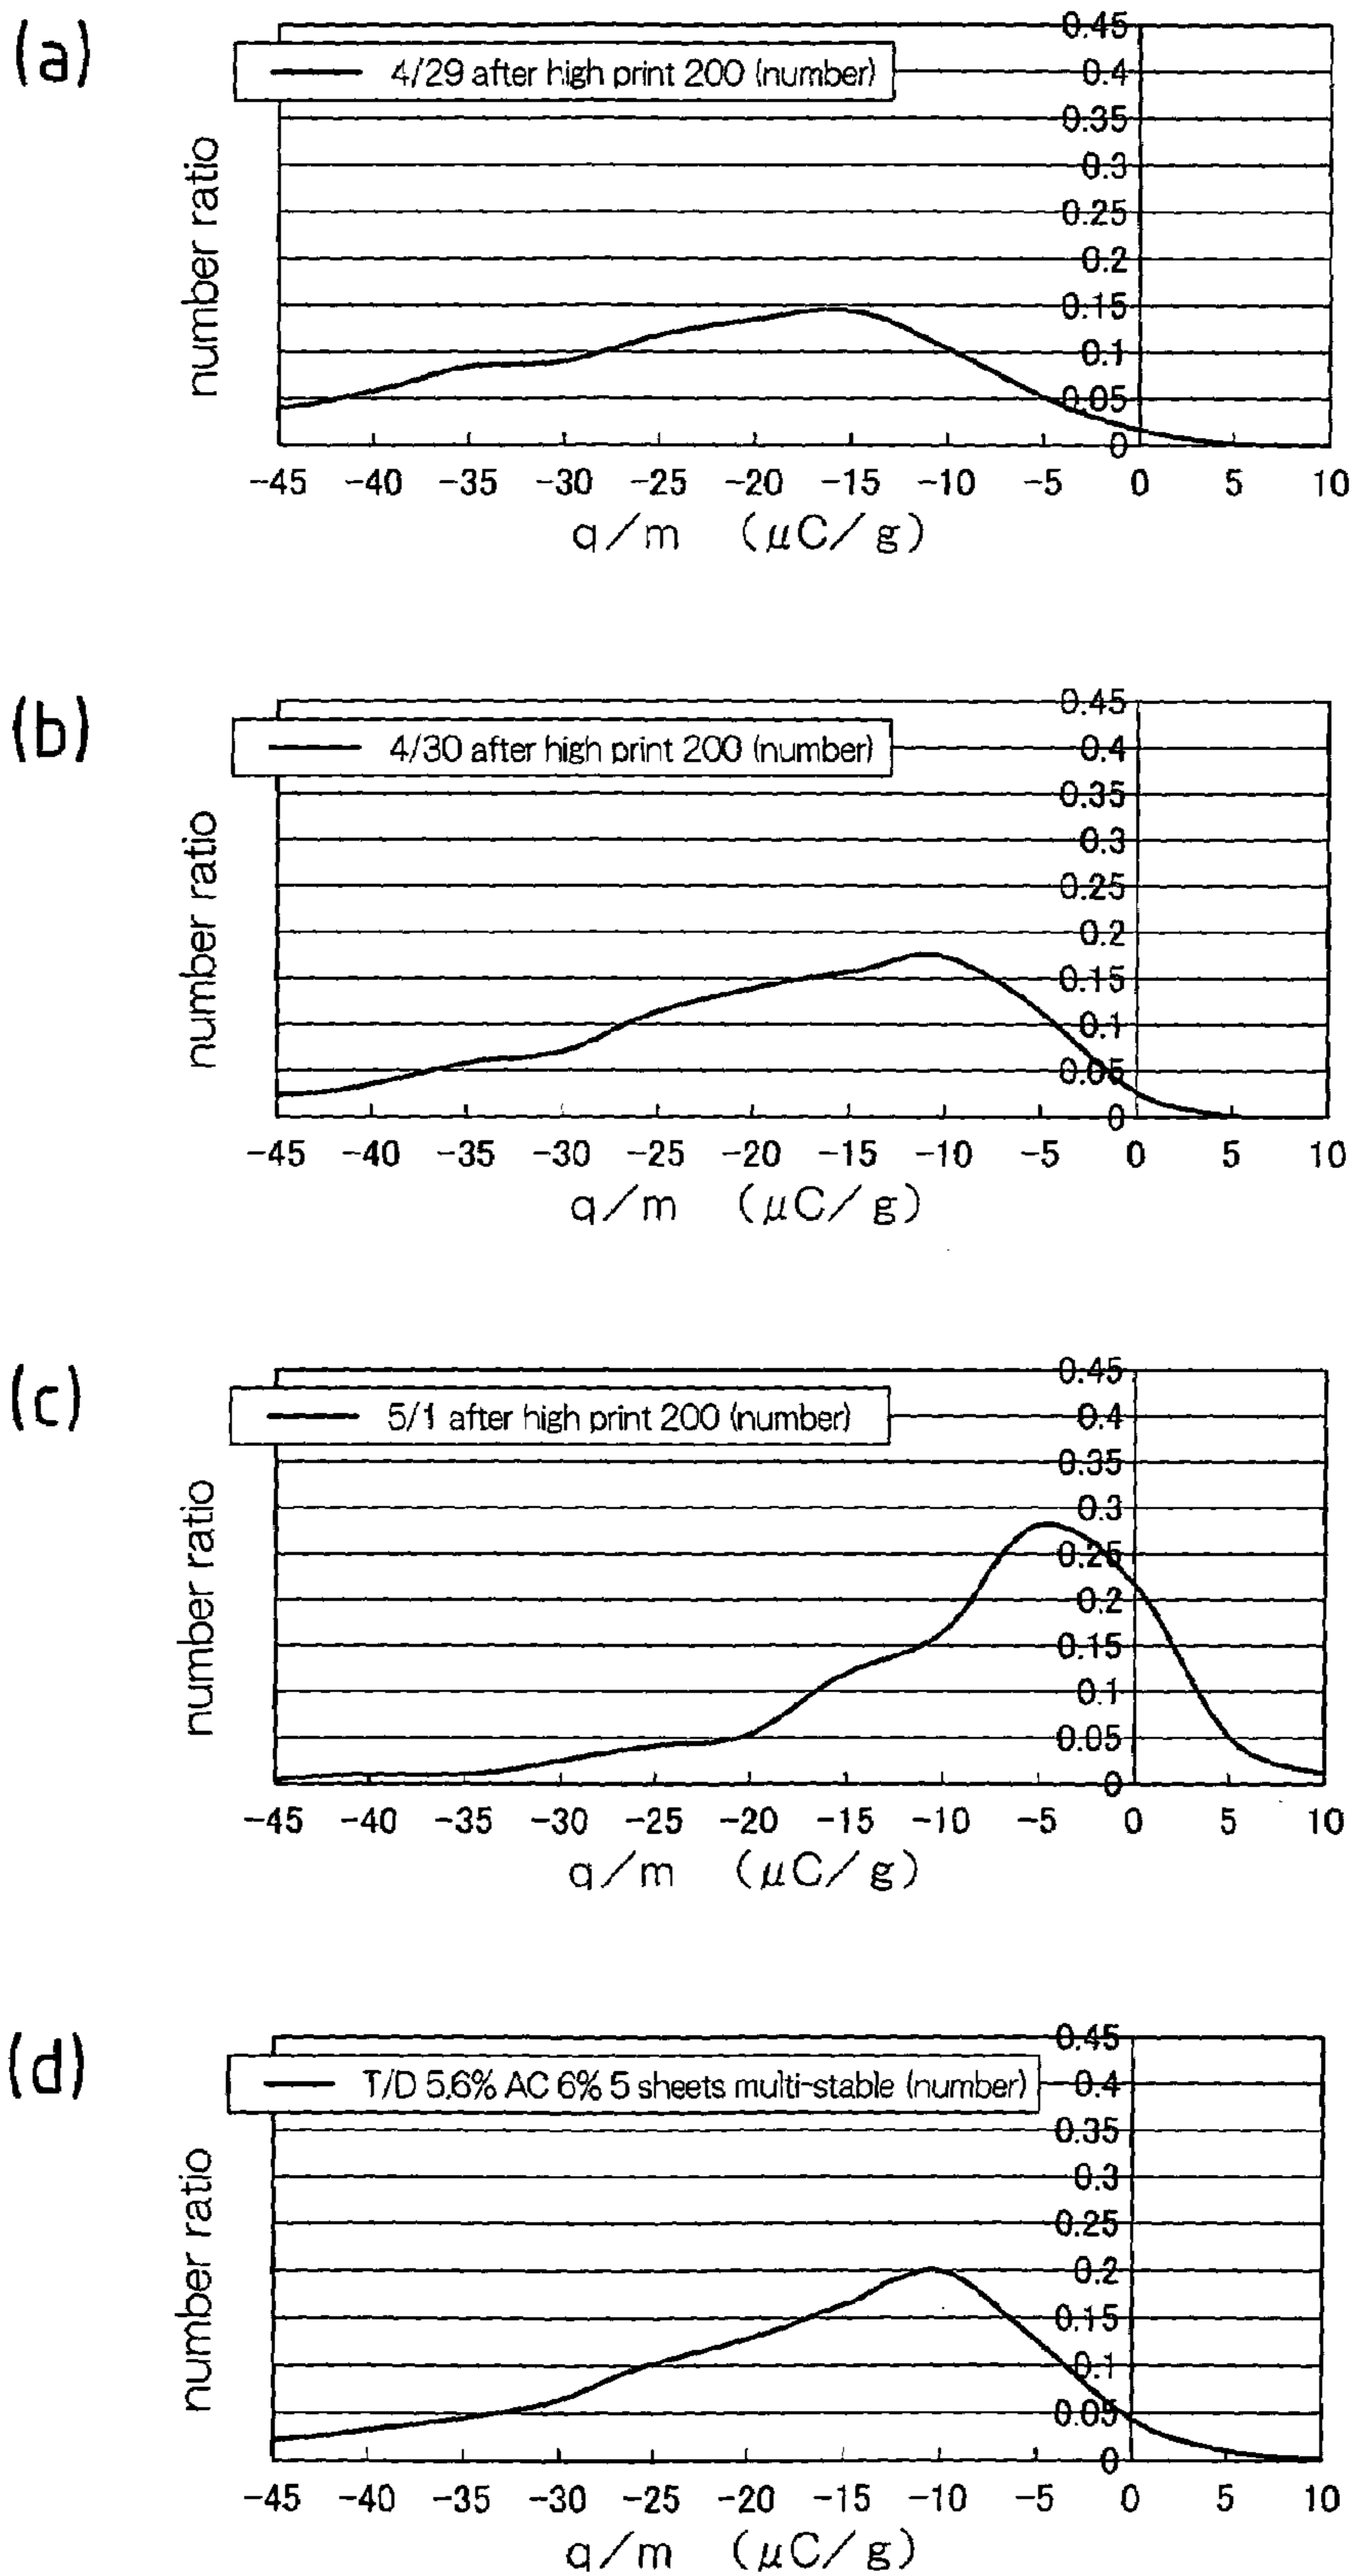 (a)
0.45
4/29 after high print 200 (number)
0.4
0.35
0.3
0.25
0.2
0.15
0.1
0.05
0
number ratio
-45 -40 -35 -30 -25 -20 -15 -10 -5 0 5 10
q/m (μC/g)
(b)
0.45
4/30 after high print 200 (number)
0.4
0.35
0.3
0.25
0.2
0.15
0.1
0.05
0
number ratio
-45 -40 -35 -30 -25 -20 -15 -10 -5 0 5 10
q/m (μC/g)
(c)
0.45
5/1 after high print 200 (number)
0.4
0.35
0.3
0.25
0.2
0.15
0.1
0.05
0
number ratio
-45 -40 -35 -30 -25 -20 -15 -10 -5 0 5 10
q/m (μC/g)
(d)
0.45
T/D 5.6% AC 6% 5 sheets multi-stable (number)
0.4
0.35
0.3
0.25
0.2
0.15
0.1
0.05
0
number ratio
-45 -40 -35 -30 -25 -20 -15 -10 -5 0 5 10
q/m (μC/g)